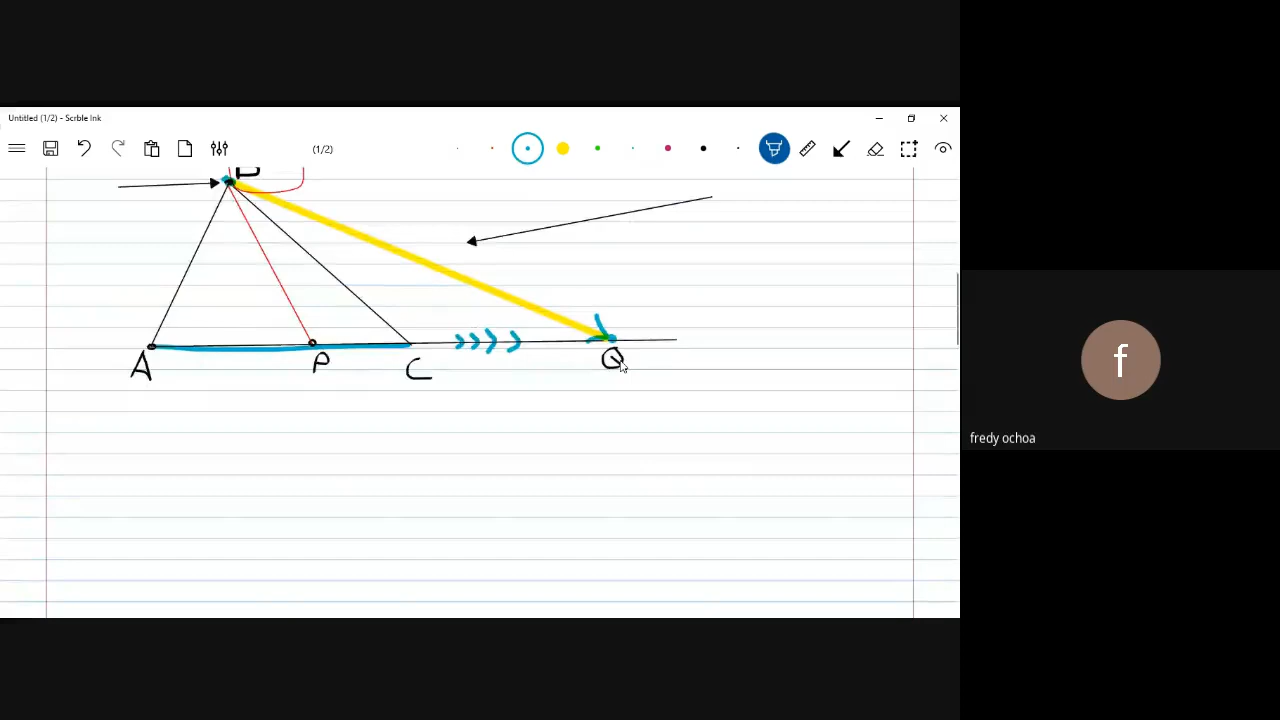 Untitled (1/2) - Scrble Ink
(1/2)
B
A
P
C
Q
fredy ochoa
f